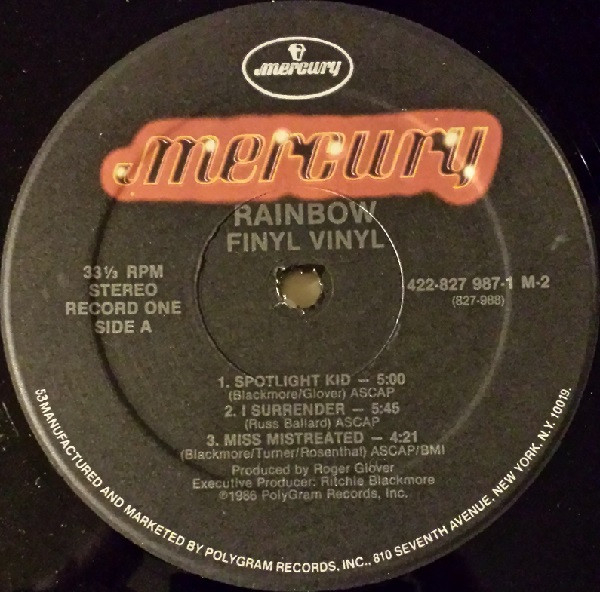 mercury
mercury
RAINBOW
FINYL VINYL
33⅓ RPM
STEREO
RECORD ONE
SIDE A
422-827 987-1 M-2
(827-988)
1. SPOTLIGHT KID — 5:00
(Blackmore/Glover) ASCAP
2. I SURRENDER — 5:45
(Russ Ballard) ASCAP
3. MISS MISTREATED — 4:21
(Blackmore/Turner/Rosenthal) ASCAP/BMI
Produced by Roger Glover
Executive Producer: Ritchie Blackmore
℗1986 PolyGram Records, Inc.
53MANUFACTURED AND MARKETED BY POLYGRAM RECORDS, INC., 810 SEVENTH AVENUE, NEW YORK, N.Y. 10019.